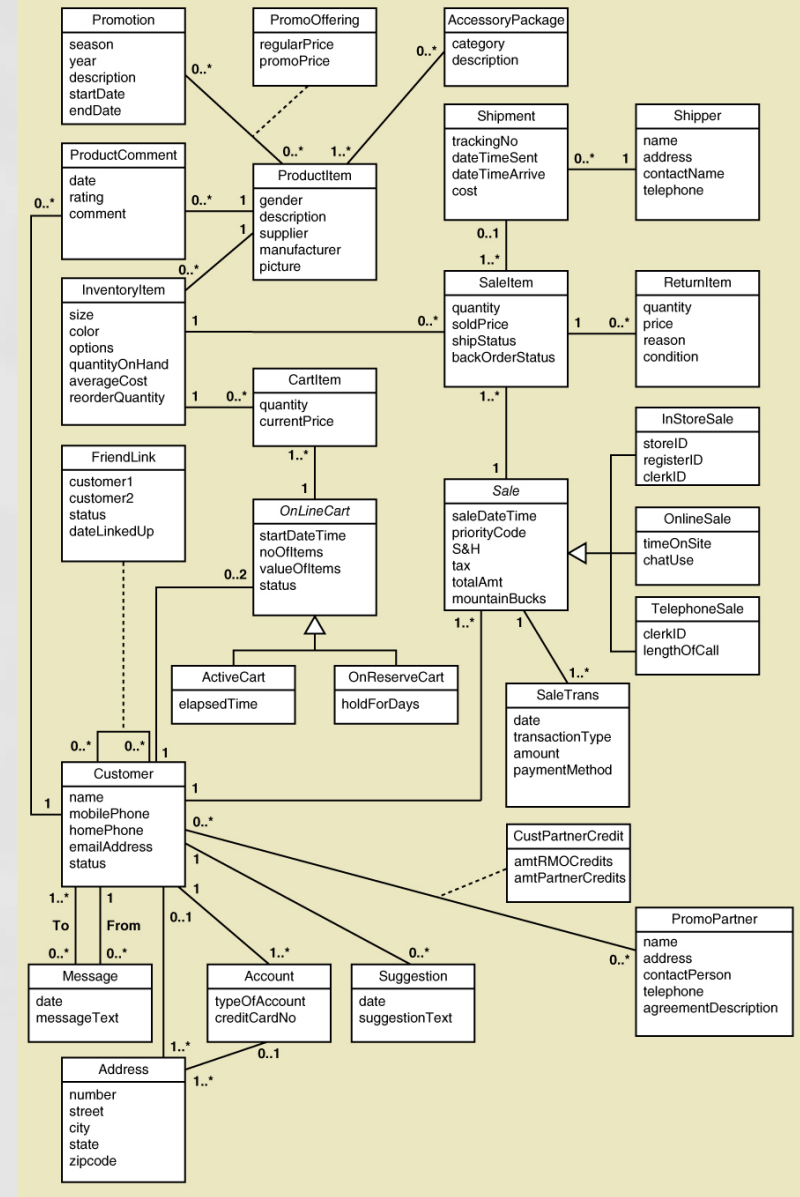 Promotion
season
year
description
startDate
endDate
PromoOffering
regularPrice
promoPrice
AccessoryPackage
category
description
0..*
0..*
0..*
1..*
Shipment
trackingNo
dateTimeSent
dateTimeArrive
cost
0..*
1
Shipper
name
address
contactName
telephone
ProductComment
date
rating
comment
0..*
0..*
1
1
0..*
ProductItem
gender
description
supplier
manufacturer
picture
0..1
1..*
InventoryItem
size
color
options
quantityOnHand
averageCost
reorderQuantity
1
0..*
SaleItem
quantity
soldPrice
shipStatus
backOrderStatus
1
0..*
ReturnItem
quantity
price
reason
condition
1
0..*
CartItem
quantity
currentPrice
1..*
1
1..*
1
FriendLink
customer1
customer2
status
dateLinkedUp
OnLineCart
startDateTime
noOfItems
valueOfItems
status
0..2
Sale
saleDateTime
priorityCode
S&H
tax
totalAmt
mountainBucks
InStoreSale
storeID
registerID
clerkID
OnlineSale
timeOnSite
chatUse
TelephoneSale
clerkID
lengthOfCall
1..*
1
1..*
ActiveCart
elapsedTime
OnReserveCart
holdForDays
SaleTrans
date
transactionType
amount
paymentMethod
0..*
0..*
1
Customer
name
mobilePhone
homePhone
emailAddress
status
1
1
0..*
1
1
CustPartnerCredit
amtRMOCredits
amtPartnerCredits
PromoPartner
name
address
contactPerson
telephone
agreementDescription
0..*
1..*
1
To
From
0..*
0..*
0..1
1..*
0..*
Message
date
messageText
Account
typeOfAccount
creditCardNo
Suggestion
date
suggestionText
1..*
0..1
1..*
Address
number
street
city
state
zipcode